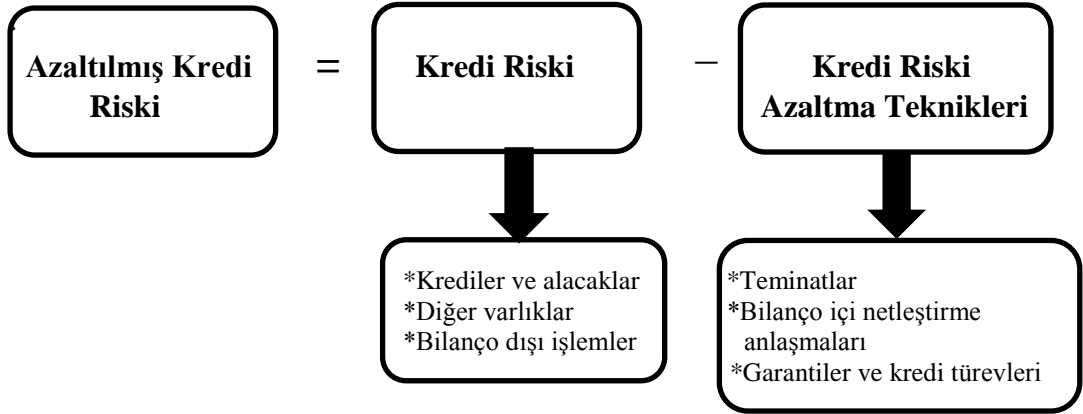 Azaltılmış Kredi
Riski
=
Kredi Riski
–
Kredi Riski
Azaltma Teknikleri
*Krediler ve alacaklar
*Diğer varlıklar
*Bilanço dışı işlemler
*Teminatlar
*Bilanço içi netleştirme
anlaşmaları
*Garantiler ve kredi türevleri